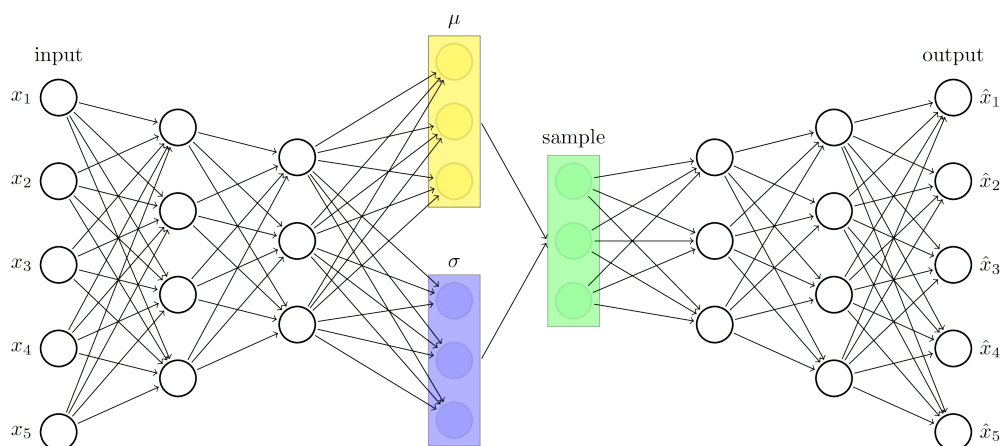 μ
input
output
x₁
x̂₁
sample
x₂
x̂₂
σ
x₃
x̂₃
x₄
x̂₄
x₅
x̂₅